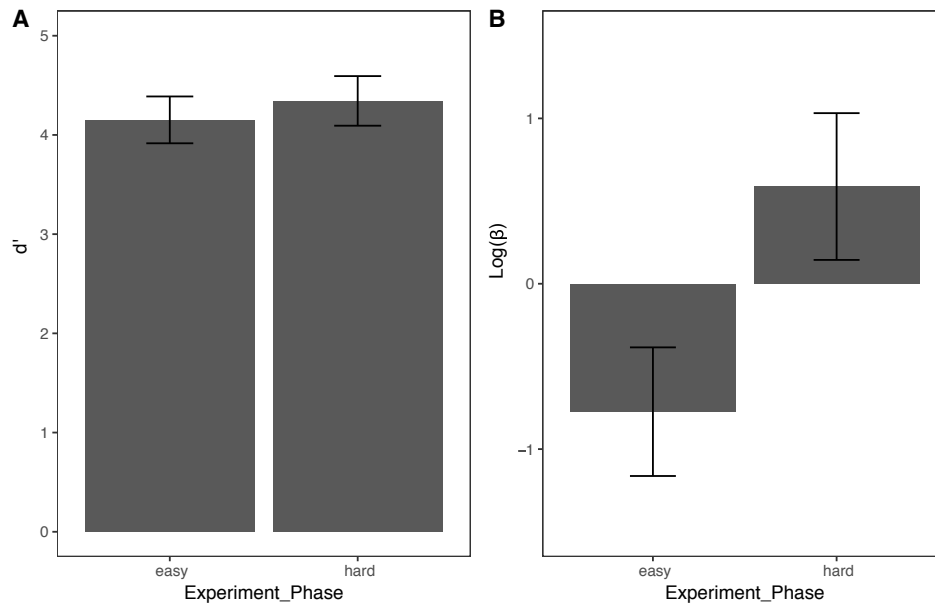 A
5
4
3
2
1
0
d'
easy hard
Experiment_Phase
B
1
0
−1
Log(β)
easy hard
Experiment_Phase